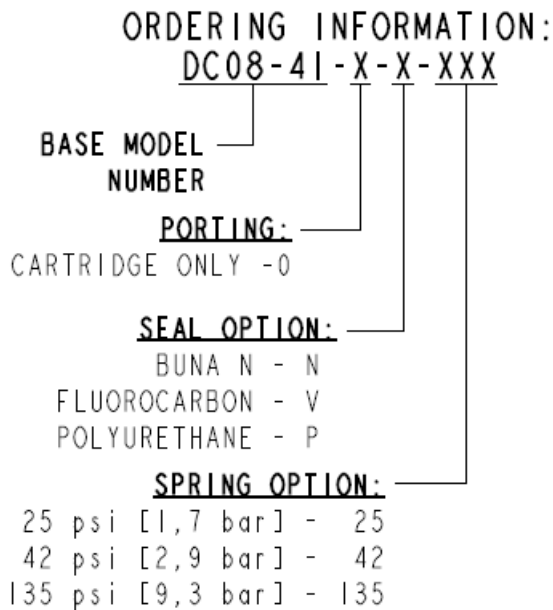 ORDERING INFORMATION:
DC08-41-X-X-XXX
BASE MODEL
NUMBER
PORTING:
CARTRIDGE ONLY -0
SEAL OPTION:
BUNA N - N
FLUOROCARBON - V
POLYURETHANE - P
SPRING OPTION:
25 psi [1,7 bar] - 25
42 psi [2,9 bar] - 42
135 psi [9,3 bar] - 135